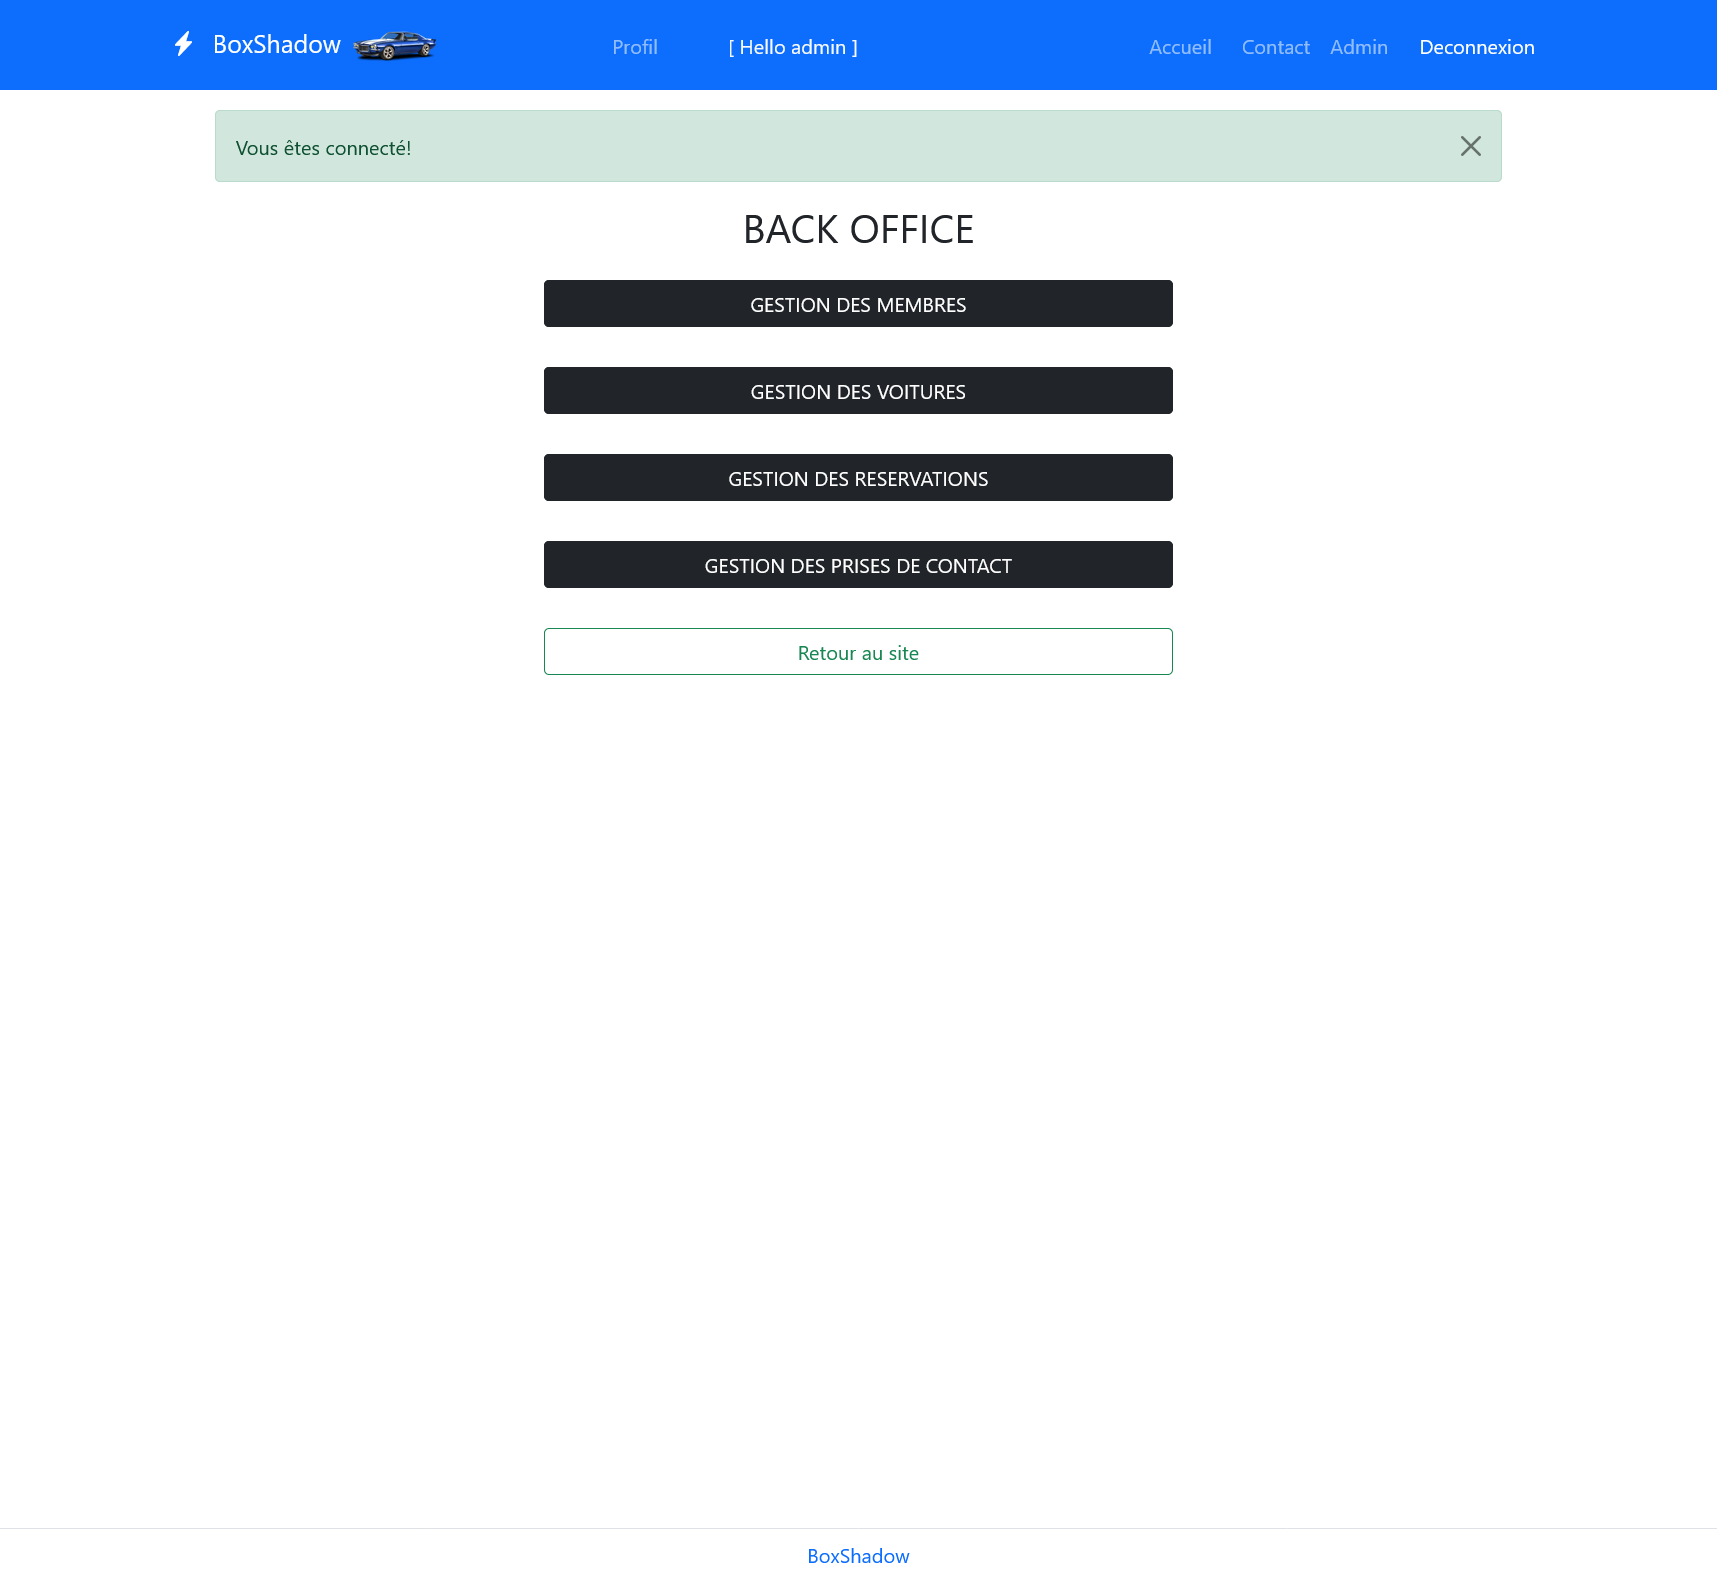 BoxShadow
Profil
[ Hello admin ]
Accueil
Contact
Admin
Deconnexion
Vous êtes connecté!
BACK OFFICE
GESTION DES MEMBRES
GESTION DES VOITURES
GESTION DES RESERVATIONS
GESTION DES PRISES DE CONTACT
Retour au site
BoxShadow